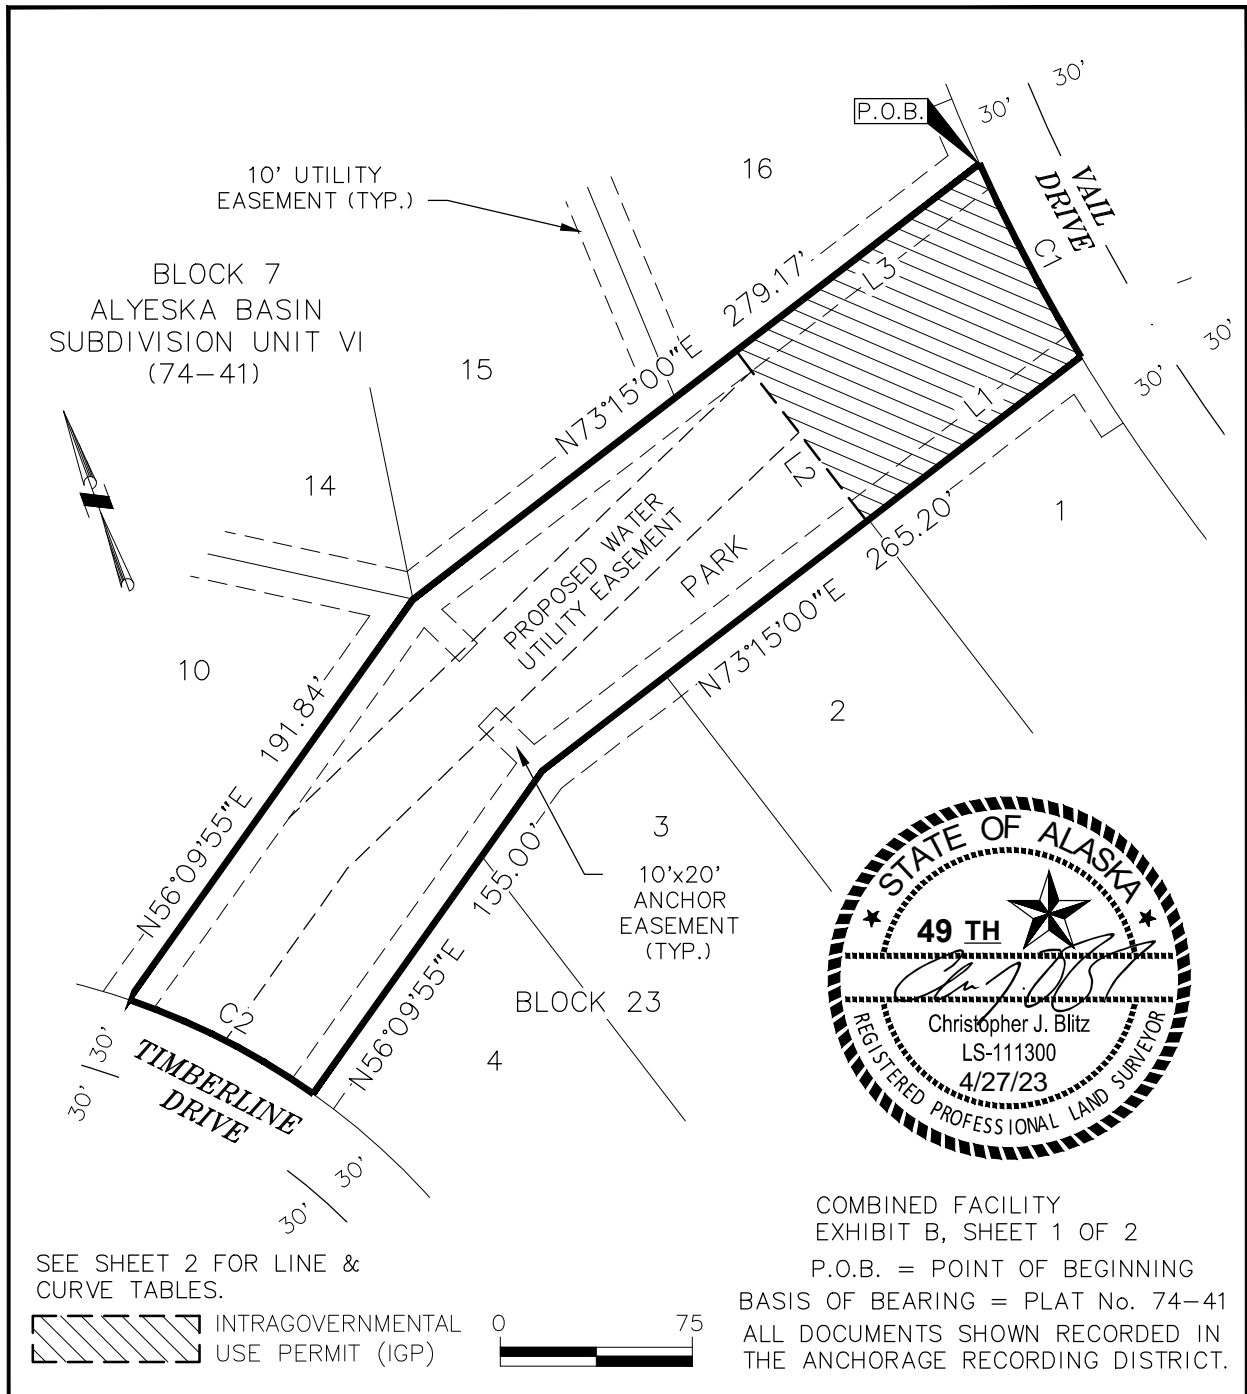 P.O.B.
30'
30'
VAIL
DRIVE
C1
30'
30'
16
10' UTILITY
EASEMENT (TYP.)
BLOCK 7
ALYESKA BASIN
SUBDIVISION UNIT VI
(74-41)
15
14
10
N73°15'00"E 279.17'
L3
L1
L2
1
PROPOSED WATER
UTILITY EASEMENT
PARK
N73°15'00"E 265.20'
2
3
10'x20'
ANCHOR
EASEMENT
(TYP.)
N56°09'55"E 191.84'
N56°09'55"E 155.00'
BLOCK 23
4
C2
TIMBERLINE
DRIVE
30'
30'
30'
30'
STATE OF ALASKA
49 TH
Christopher J. Blitz
LS-111300
4/27/23
REGISTERED PROFESSIONAL LAND SURVEYOR
COMBINED FACILITY
EXHIBIT B, SHEET 1 OF 2
P.O.B. = POINT OF BEGINNING
BASIS OF BEARING = PLAT No. 74-41
ALL DOCUMENTS SHOWN RECORDED IN
THE ANCHORAGE RECORDING DISTRICT.
SEE SHEET 2 FOR LINE &
CURVE TABLES.
INTRAGOVERNMENTAL
USE PERMIT (IGP)
0 75